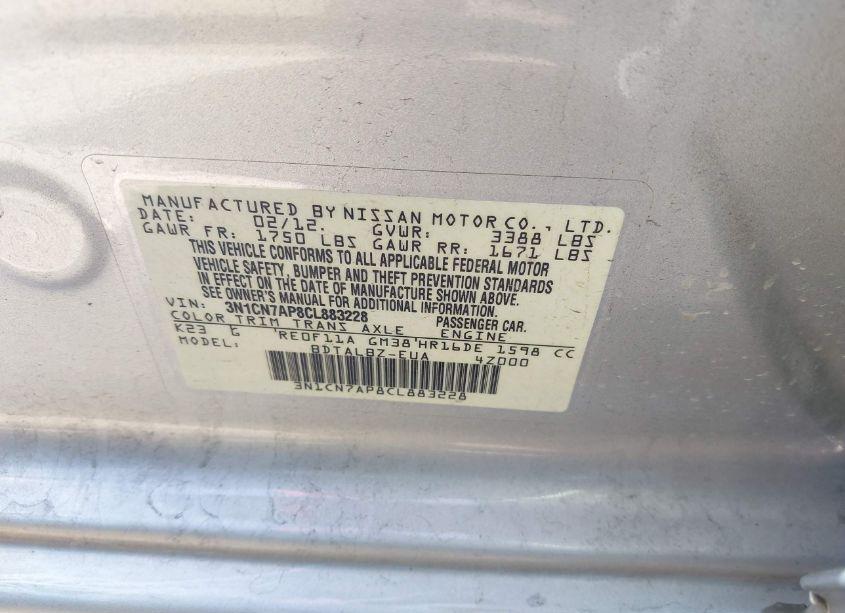 MANUFACTURED BY NISSAN MOTOR CO., LTD.
DATE: 02/12. GVWR: 3388 LBS
GAWR FR: 1750 LBS GAWR RR: 1671 LBS
THIS VEHICLE CONFORMS TO ALL APPLICABLE FEDERAL MOTOR
VEHICLE SAFETY, BUMPER AND THEFT PREVENTION STANDARDS
IN EFFECT ON THE DATE OF MANUFACTURE SHOWN ABOVE.
SEE OWNER'S MANUAL FOR ADDITIONAL INFORMATION.
VIN: 3N1CN7AP8CL883228 PASSENGER CAR.
COLOR TRIM TRANS AXLE ENGINE
K23 G RE0F11A GM38 HR16DE 1598 CC
MODEL: BDTALBZ-EUA 4Z000
3N1CN7AP8CL883228